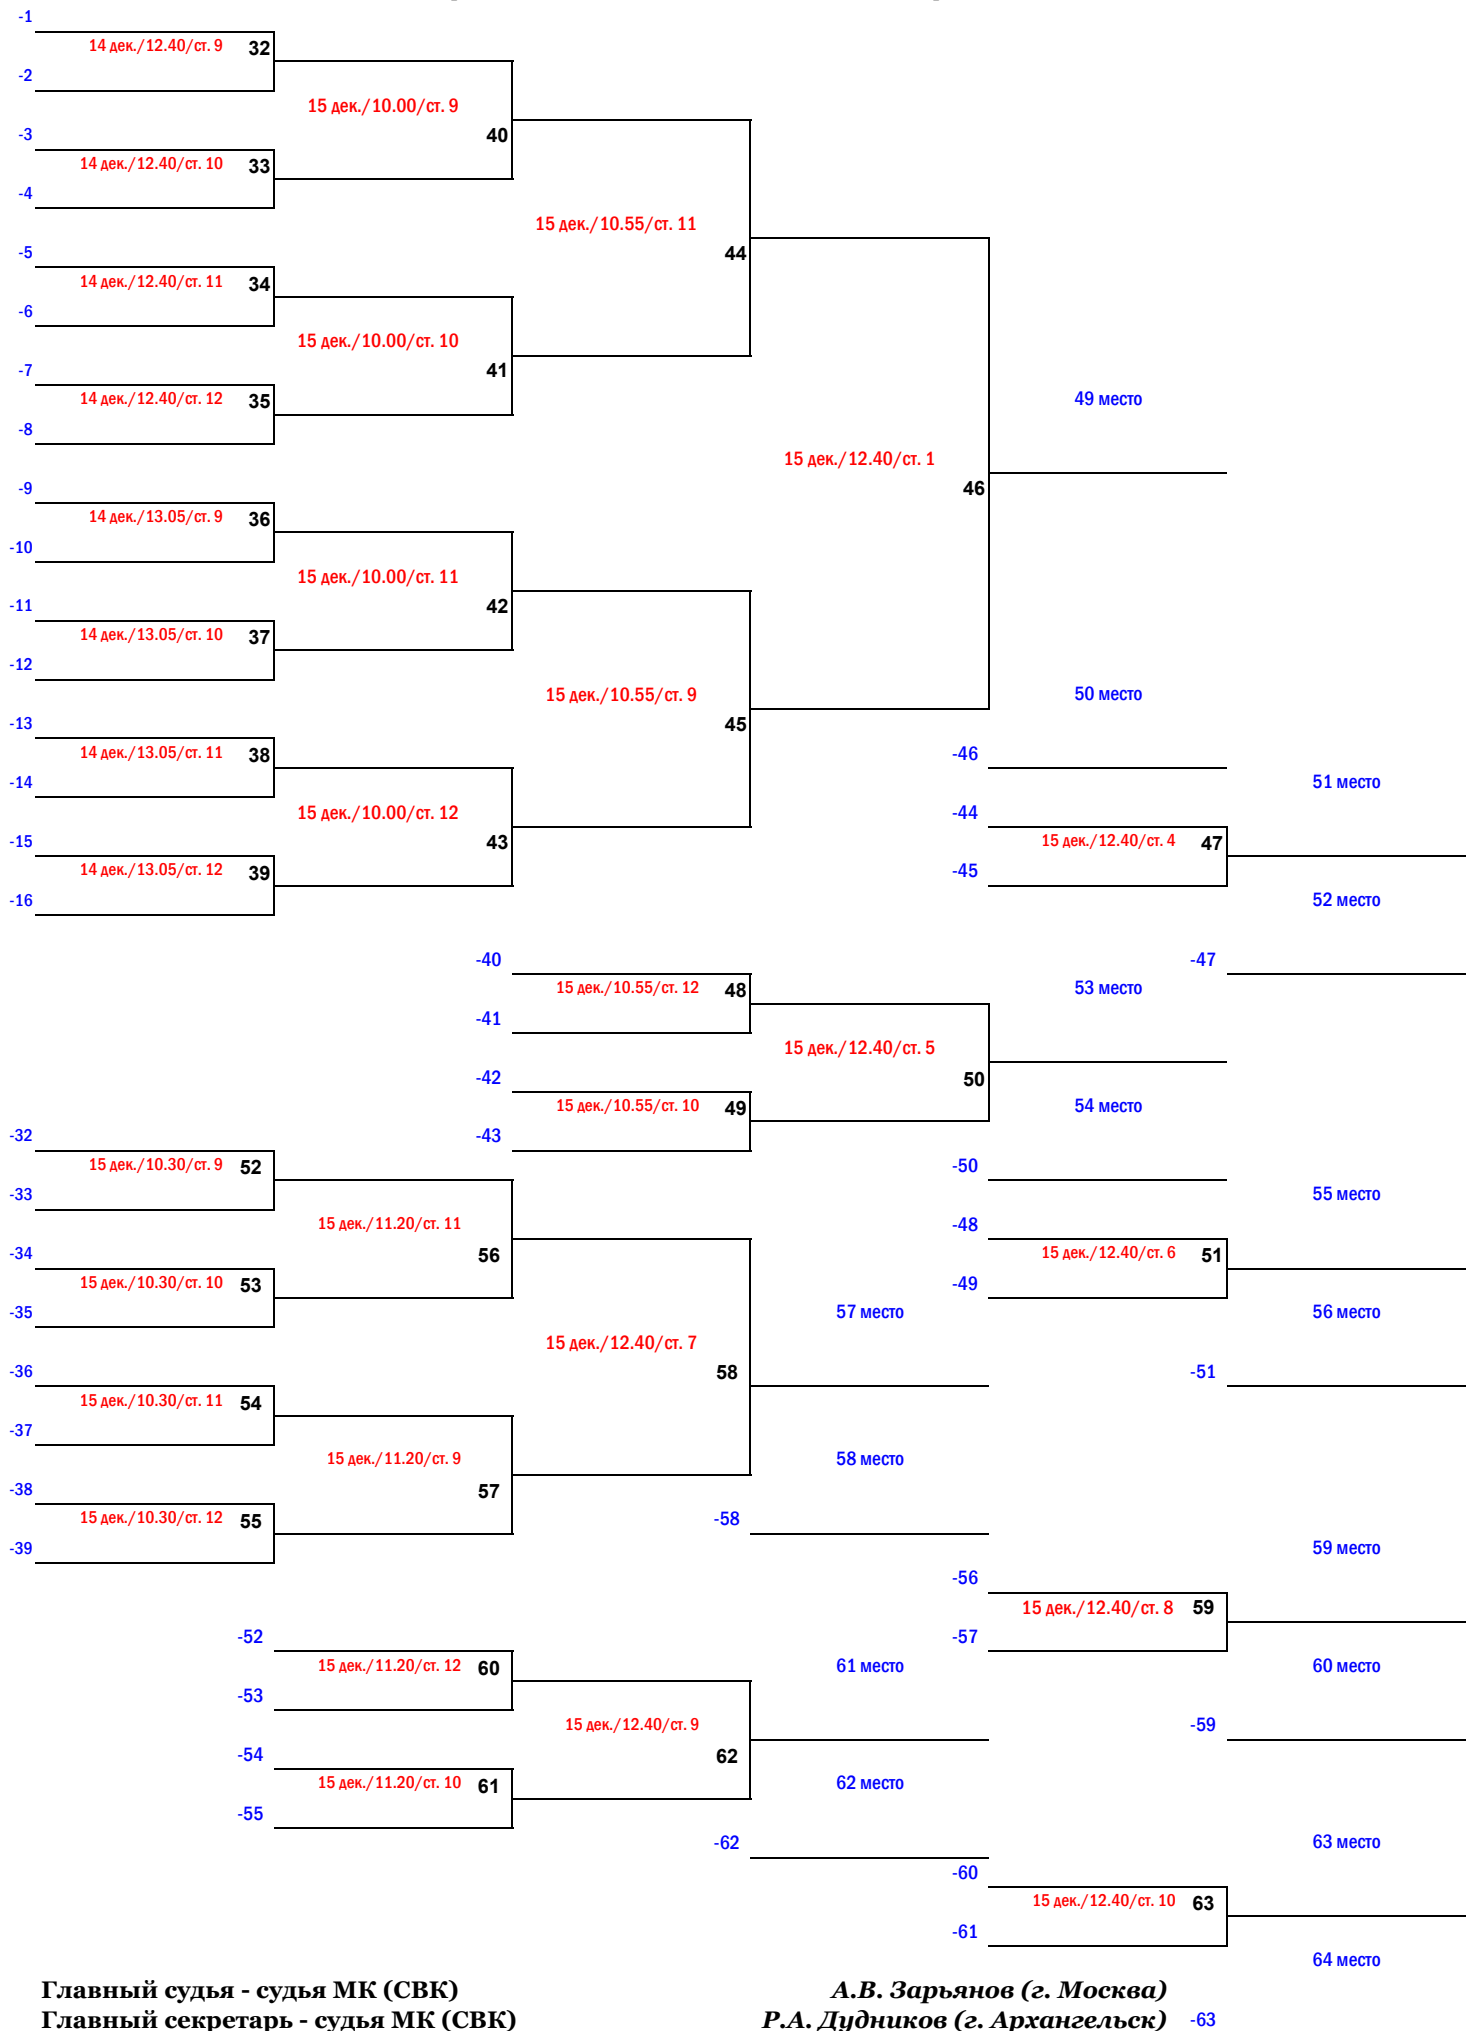 -1
14 дек./12.40/ст. 9 32
-2
15 дек./10.00/ст. 9
-3 40
14 дек./12.40/ст. 10 33
-4
15 дек./10.55/ст. 11
-5 44
14 дек./12.40/ст. 11 34
-6
15 дек./10.00/ст. 10
-7 41
14 дек./12.40/ст. 12 35 49 место
-8
15 дек./12.40/ст. 1
-9 46
14 дек./13.05/ст. 9 36
-10
15 дек./10.00/ст. 11
-11 42
14 дек./13.05/ст. 10 37
-12
15 дек./10.55/ст. 9 50 место
-13 45
14 дек./13.05/ст. 11 38 -46
-14 51 место
15 дек./10.00/ст. 12 -44
-15 43 15 дек./12.40/ст. 4 47
14 дек./13.05/ст. 12 39 -45
-16 52 место
-40 -47
15 дек./10.55/ст. 12 48 53 место
-41
15 дек./12.40/ст. 5
-42 50
15 дек./10.55/ст. 10 49 54 место
-32 -43
15 дек./10.30/ст. 9 52 -50
-33 55 место
15 дек./11.20/ст. 11 -48
-34 56 15 дек./12.40/ст. 6 51
15 дек./10.30/ст. 10 53 -49
-35 57 место 56 место
15 дек./12.40/ст. 7
-36 58 -51
15 дек./10.30/ст. 11 54
-37
15 дек./11.20/ст. 9 58 место
-38 57
15 дек./10.30/ст. 12 55 -58
-39 59 место
-56
15 дек./12.40/ст. 8 59
-52 -57
15 дек./11.20/ст. 12 60 61 место 60 место
-53
15 дек./12.40/ст. 9 -59
-54 62
15 дек./11.20/ст. 10 61 62 место
-55
-62 63 место
-60
15 дек./12.40/ст. 10 63
-61
64 место
Главный судья - судья МК (СВК) А.В. Зарьянов (г. Москва)
Главный секретарь - судья МК (СВК) Р.А. Дудников (г. Архангельск) -63